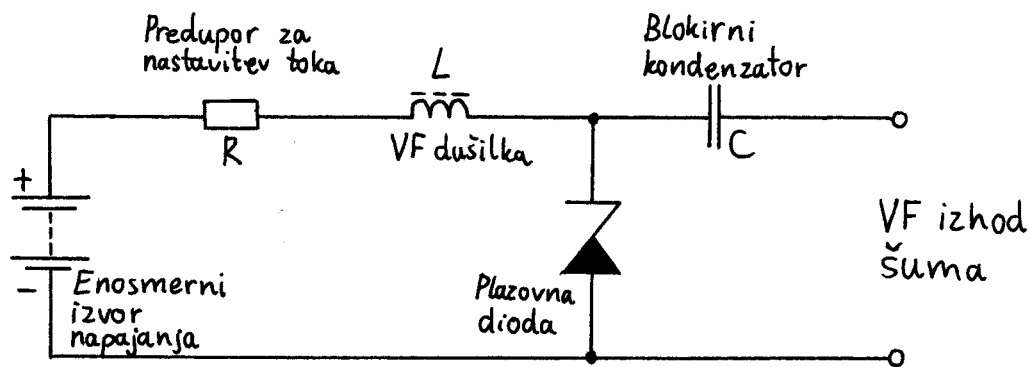 Predupor za
nastavitev toka
R
L
VF dušilka
Blokirni
kondenzator
C
+
-
Enosmerni
izvor
napajanja
Plazovna
dioda
VF izhod
šuma